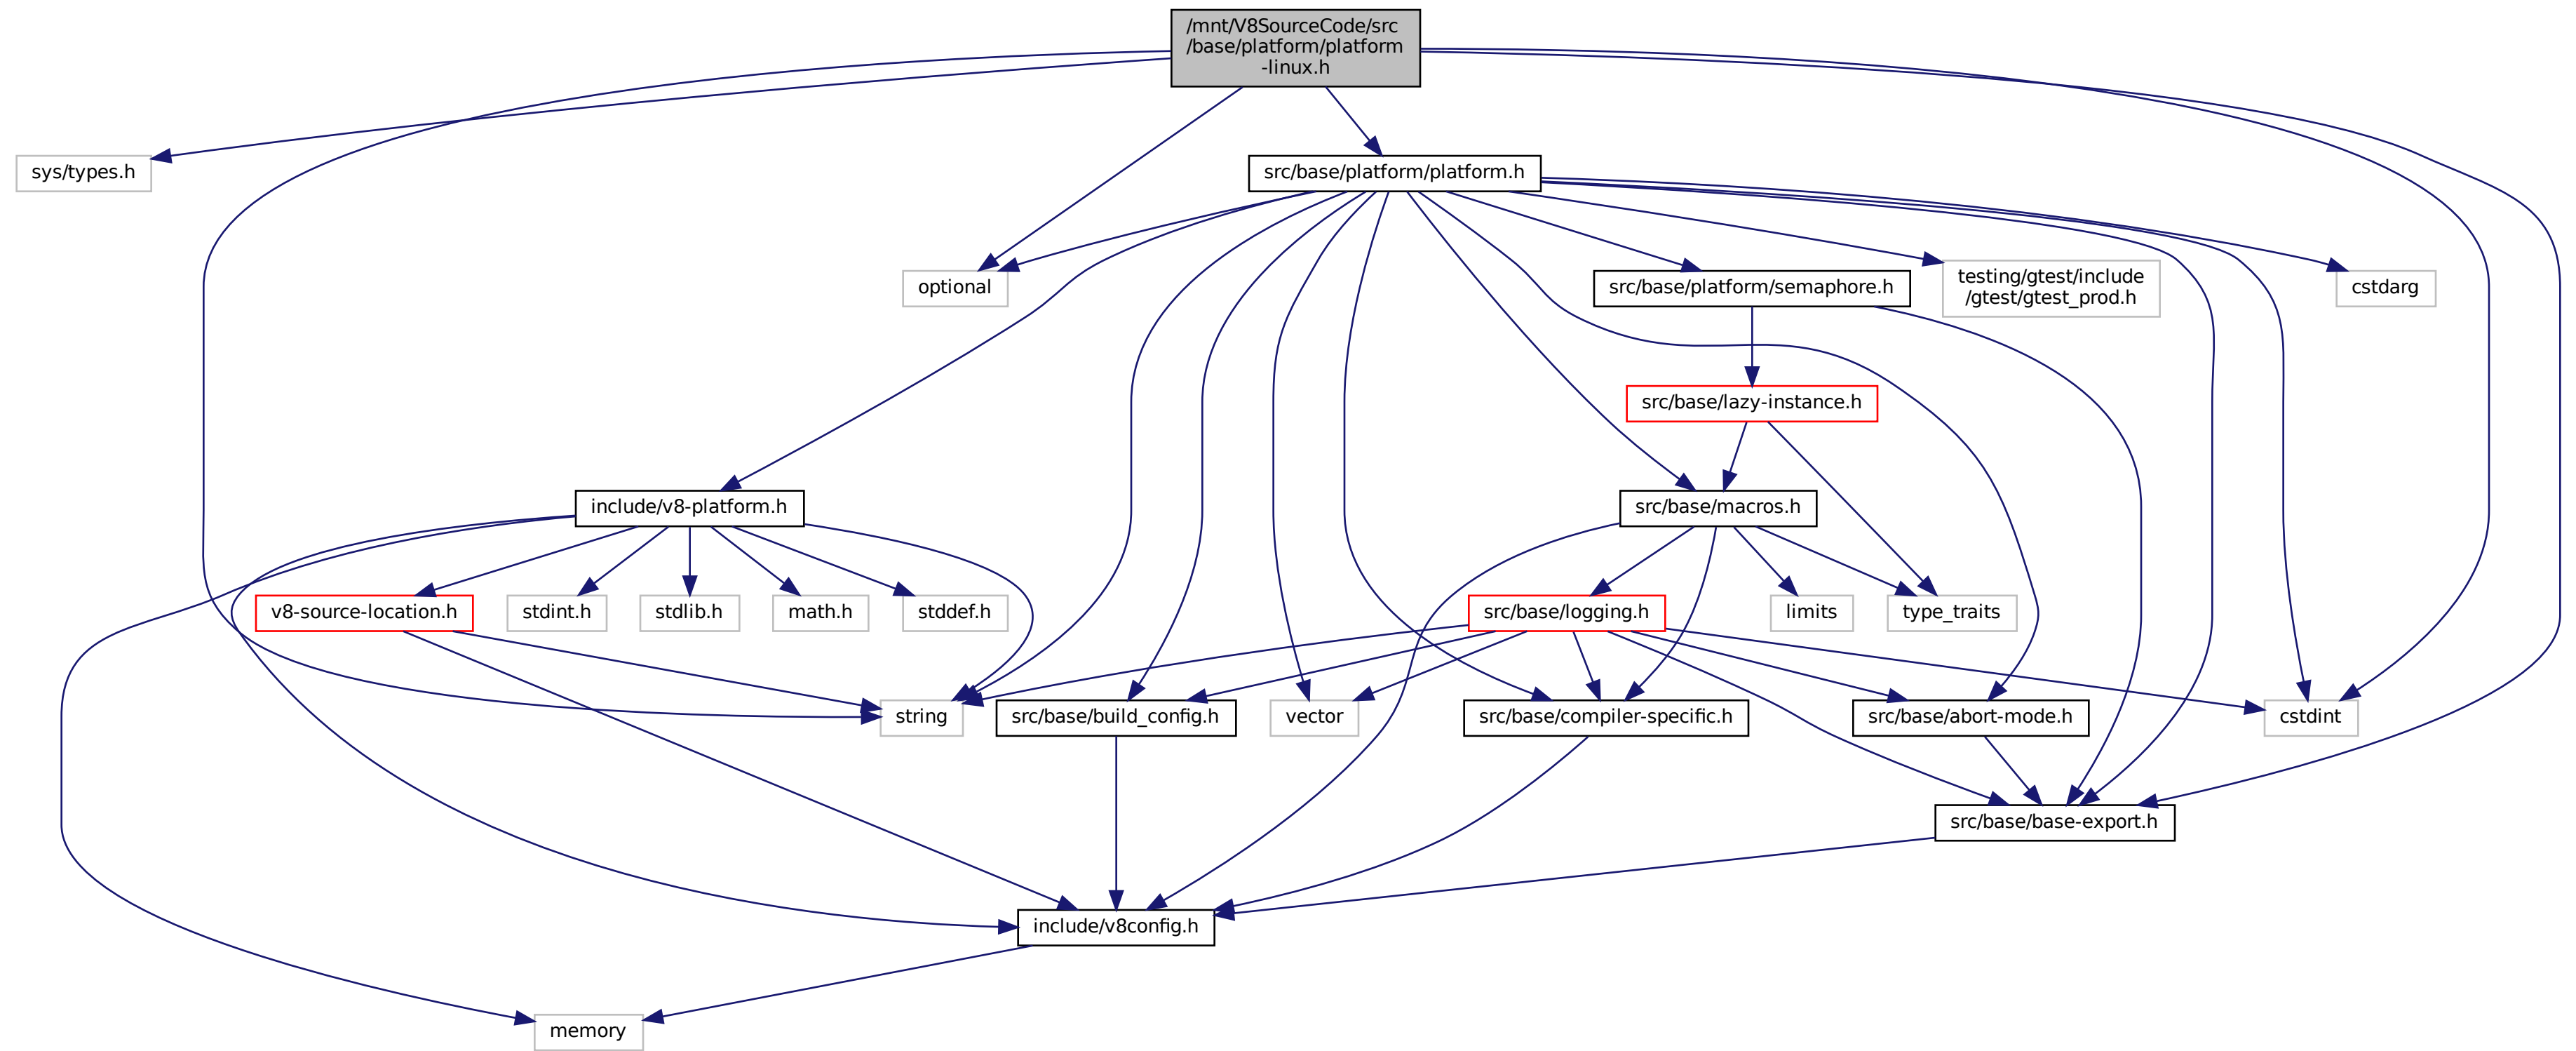 /mnt/V8SourceCode/src
/base/platform/platform
-linux.h
sys/types.h
src/base/platform/platform.h
optional
src/base/platform/semaphore.h
testing/gtest/include
/gtest/gtest_prod.h
cstdarg
src/base/lazy-instance.h
include/v8-platform.h
src/base/macros.h
v8-source-location.h
stdint.h
stdlib.h
math.h
stddef.h
src/base/logging.h
limits
type_traits
string
src/base/build_config.h
vector
src/base/compiler-specific.h
src/base/abort-mode.h
cstdint
src/base/base-export.h
include/v8config.h
memory